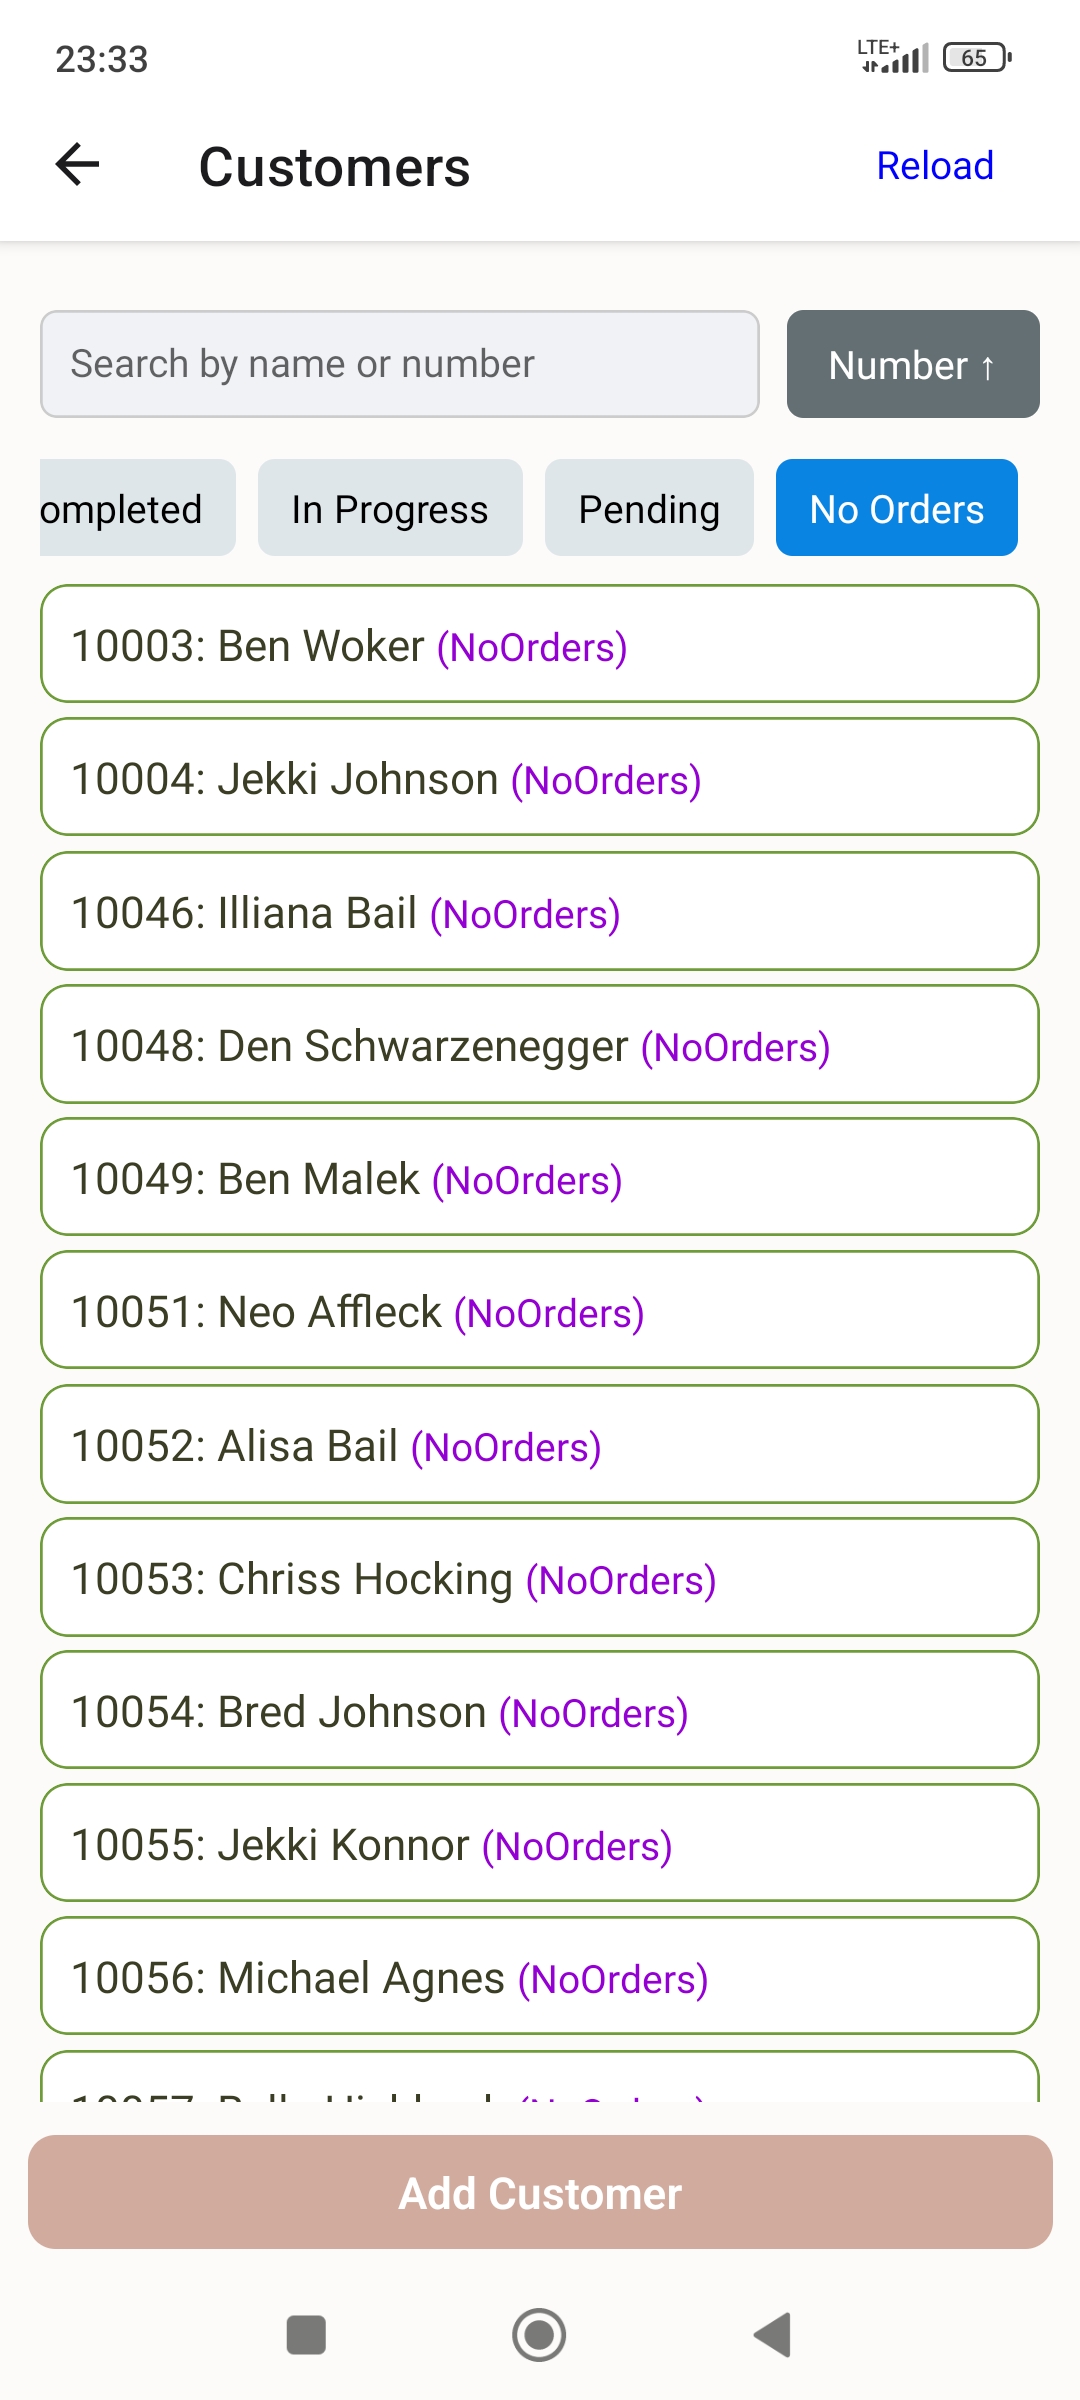 23:33 LTE+ 65
Customers Reload
Search by name or number Number ↑
ompleted In Progress Pending No Orders
10003: Ben Woker (NoOrders)
10004: Jekki Johnson (NoOrders)
10046: Illiana Bail (NoOrders)
10048: Den Schwarzenegger (NoOrders)
10049: Ben Malek (NoOrders)
10051: Neo Affleck (NoOrders)
10052: Alisa Bail (NoOrders)
10053: Chriss Hocking (NoOrders)
10054: Bred Johnson (NoOrders)
10055: Jekki Konnor (NoOrders)
10056: Michael Agnes (NoOrders)
Add Customer